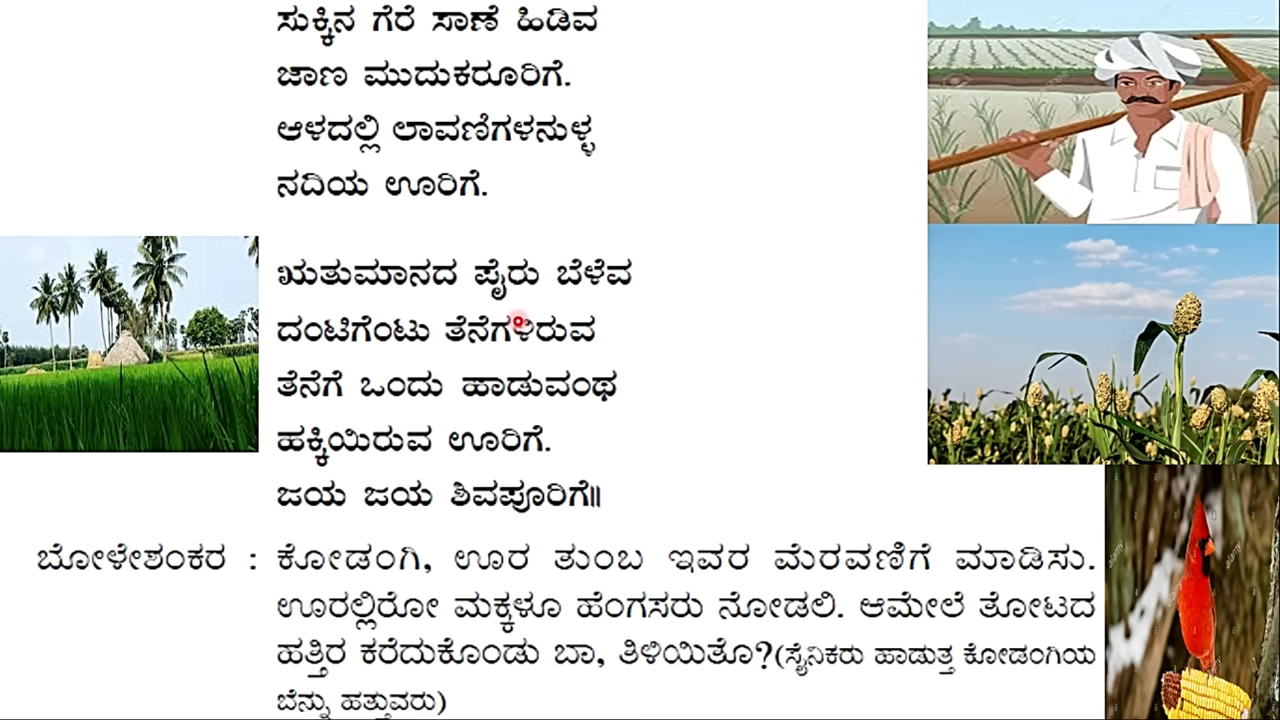 ಸುಕ್ಕಿನ ಗೆರೆ ಸಾಣೆ ಹಿಡಿವ
ಜಾಣ ಮುದುಕರೂರಿಗೆ.
ಆಳದಲ್ಲಿ ಲಾವಣಿಗಳನುಳ್ಳ
ನದಿಯ ಊರಿಗೆ.
ಋತುಮಾನದ ಪೈರು ಬೆಳೆವ
ದಂಟಿಗೆಂಟು ತೆನೆಗಳಿರುವ
ತೆನೆಗೆ ಒಂದು ಹಾಡುವಂಥ
ಹಕ್ಕಿಯಿರುವ ಊರಿಗೆ.
ಜಯ ಜಯ ಶಿವಪೂರಿಗೆ॥
ಬೋಳೇಶಂಕರ : ಕೋಡಂಗಿ, ಊರ ತುಂಬ ಇವರ ಮೆರವಣಿಗೆ ಮಾಡಿಸು.
ಊರಲ್ಲಿರೋ ಮಕ್ಕಳೂ ಹೆಂಗಸರು ನೋಡಲಿ. ಆಮೇಲೆ ತೋಟದ
ಹತ್ತಿರ ಕರೆದುಕೊಂಡು ಬಾ, ತಿಳಿಯಿತೊ?(ಸೈನಿಕರು ಹಾಡುತ್ತ ಕೋಡಂಗಿಯ
ಬೆನ್ನು ಹತ್ತುವರು)